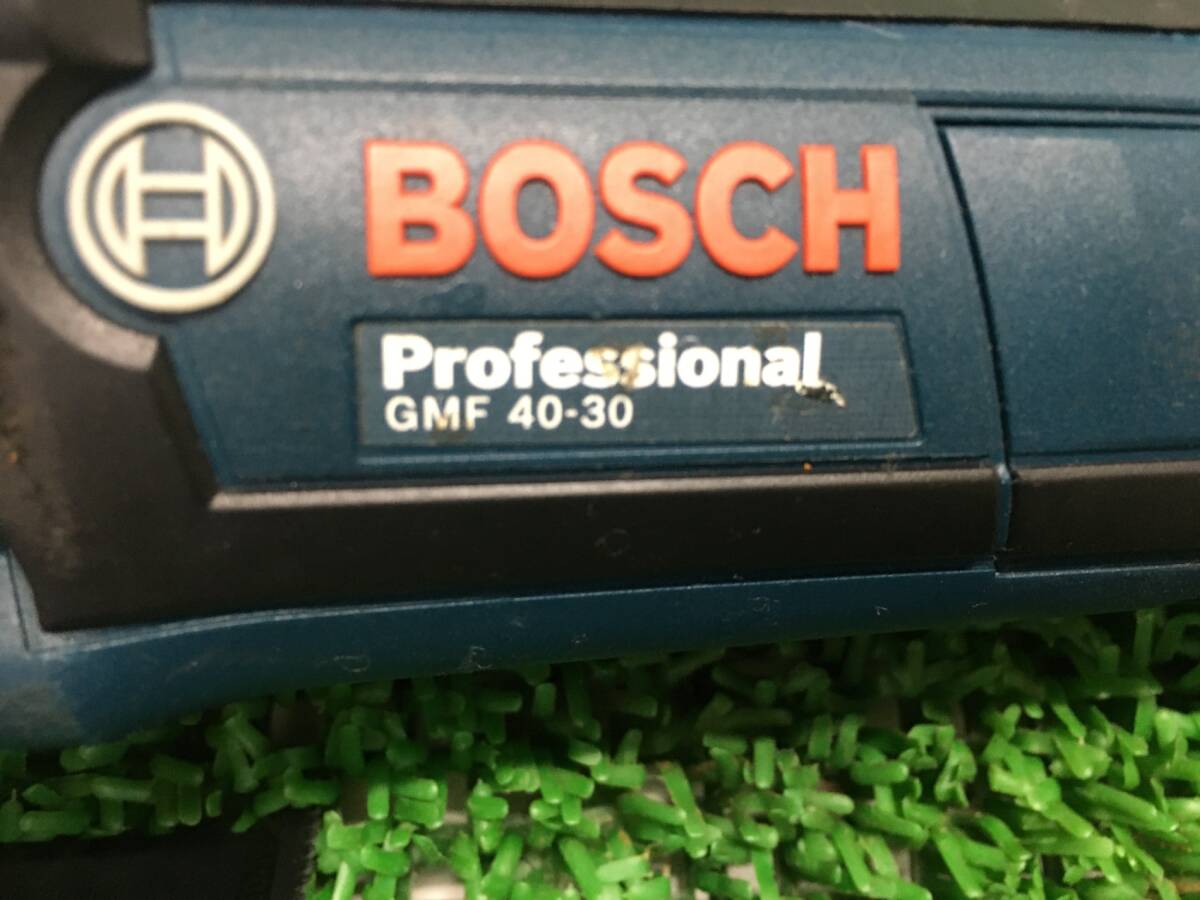 BOSCH
Professional
GMF 40-30